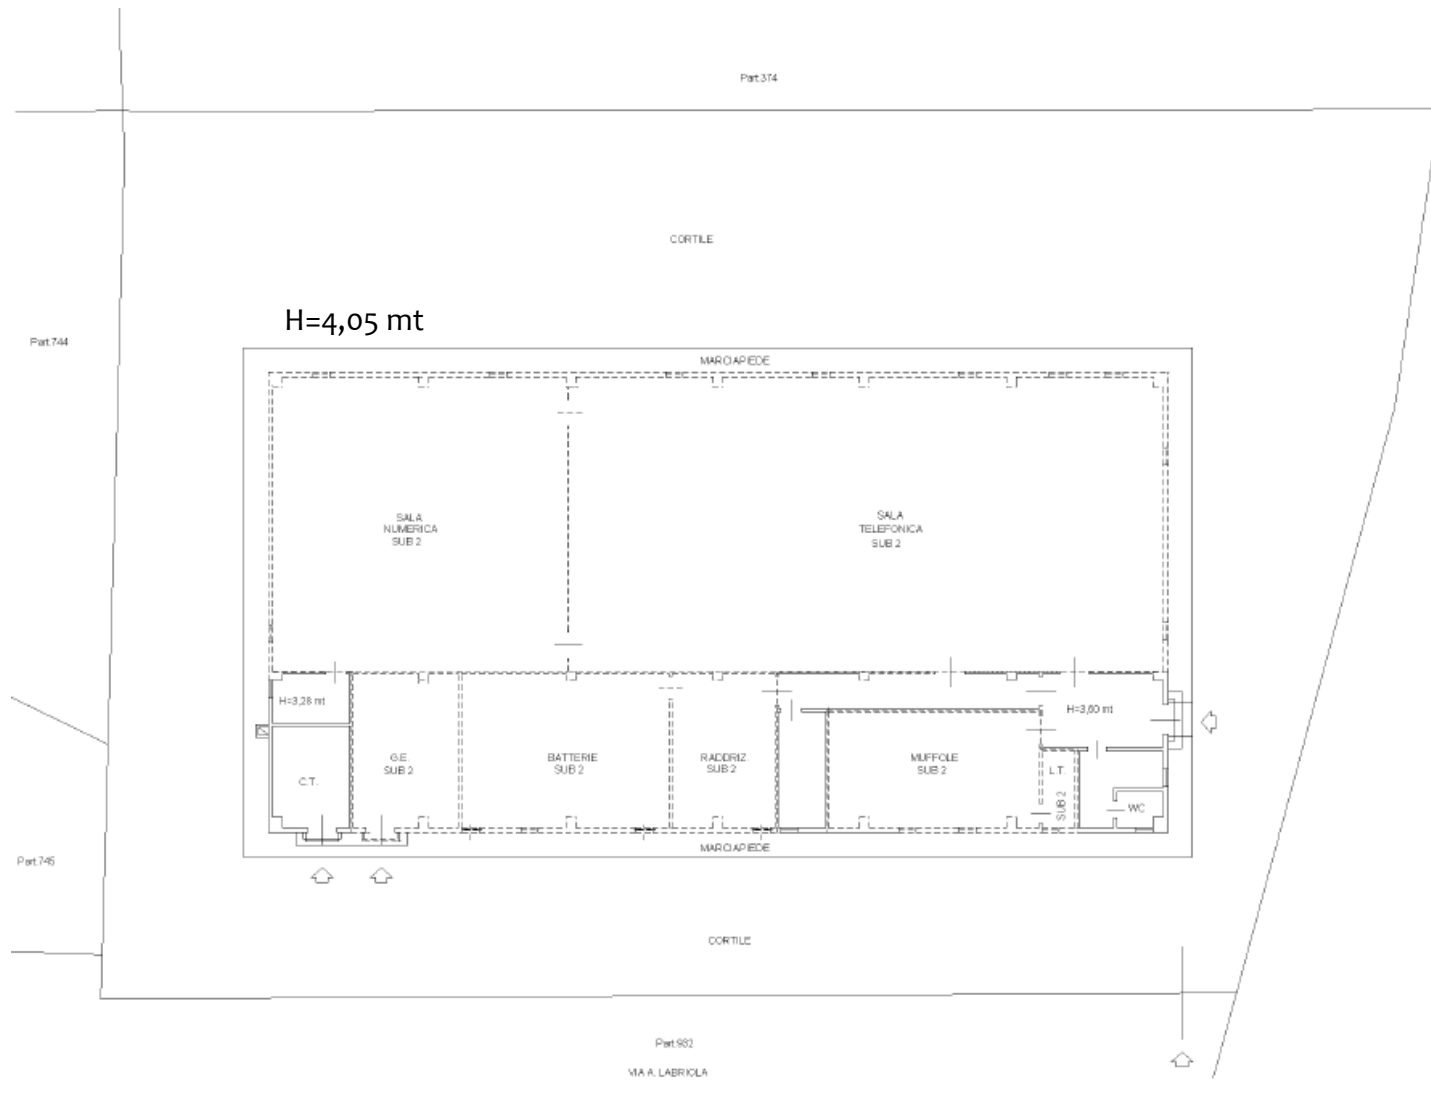 Part.374
CORTILE
H=4,05 mt
Part.744
MARCIAPIEDE
SALA
NUMERICA
SUB 2
SALA
TELEFONICA
SUB 2
H=3,28 mt
H=3,60 mt
G.E.
SUB 2
BATTERIE
SUB 2
RADDRIZ.
SUB 2
MUFFOLE
SUB 2
L.T.
SUB 2
C.T.
WC
MARCIAPIEDE
Part.745
CORTILE
Part.932
VIA A. LABRIOLA